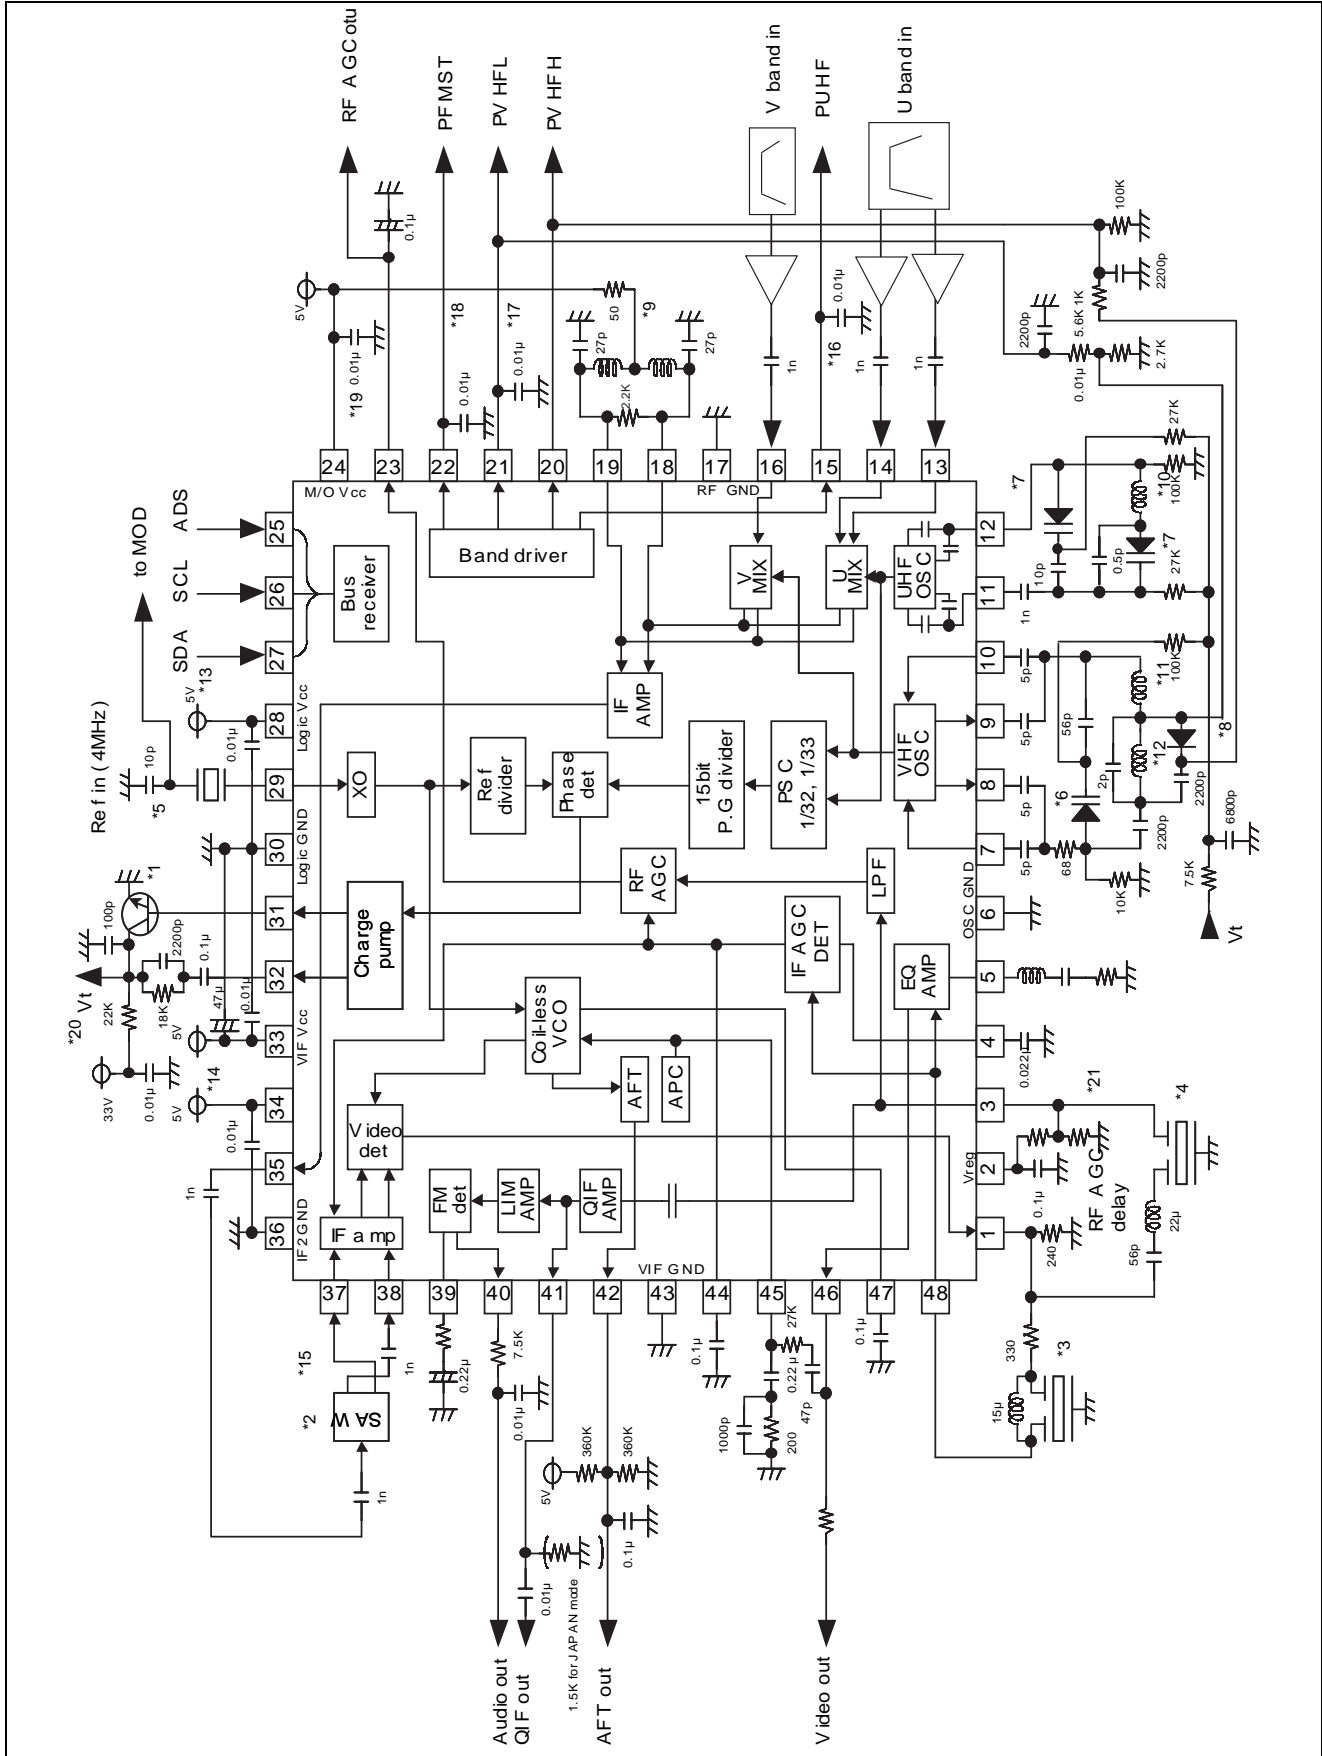 RF AGCotu
PFMST
PVHFL
PVHFH
V band in
PUHF
U band in
5V
0.1µ
*19
0.01µ
*18
0.01µ
*17
0.01µ
27p
50
*9
27p
2.2K
1n
*16
0.01µ
1n
1n
100K
2200p
5.6K
1K
2200p
0.01µ
2.7K
24
23
22
21
20
19
18
17
16
15
14
13
M/O Vcc
RF GND
to MOD
ADS
SCL
SDA
25
26
27
28
29
30
31
32
33
34
35
36
Bus receiver
Band driver
V MIX
U MIX
UHF OSC
IF AMP
5V
*13
Logic Vcc
0.01µ
Ref in (4MHz)
10p
*5
XO
Ref divider
Phase det
15bit P.G divider
PSC 1/32, 1/33
VHF OSC
Logic GND
*1
100p
2200p
0.1µ
Vt
*20
22K
18K
47µ
0.01µ
5V
VIF Vcc
33V
0.01µ
5V
*14
0.01µ
1n
IF2 GND
Charge pump
RF AGC
LPF
IF AGC DET
EQ AMP
Coil-less VCO
AFT
APC
Video det
FM det
LIM AMP
QIF AMP
IF amp
VIF GND
12
11
10
9
8
7
6
5
4
3
2
1
OSC GND
Vreg
*7
10p
0.5p
*7
*10
100K
27K
27K
1n
5p
5p
5p
5p
56p
*11
100K
*12
2p
*8
2200p
*6
2200p
68
10K
6800p
7.5K
Vt
0.022µ
*21
*4
0.1µ
RF AGC delay
22µ
56p
240
330
*3
15µ
37
38
39
40
41
42
43
44
45
46
47
48
*15
1n
*2
SAW
1n
0.22µ
7.5K
0.01µ
360K
360K
5V
0.1µ
0.01µ
1.5K for JAPAN mode
0.1µ
27K
0.22µ
47p
1000p
200
0.1µ
Audio out
QIF out
AFT out
Video out